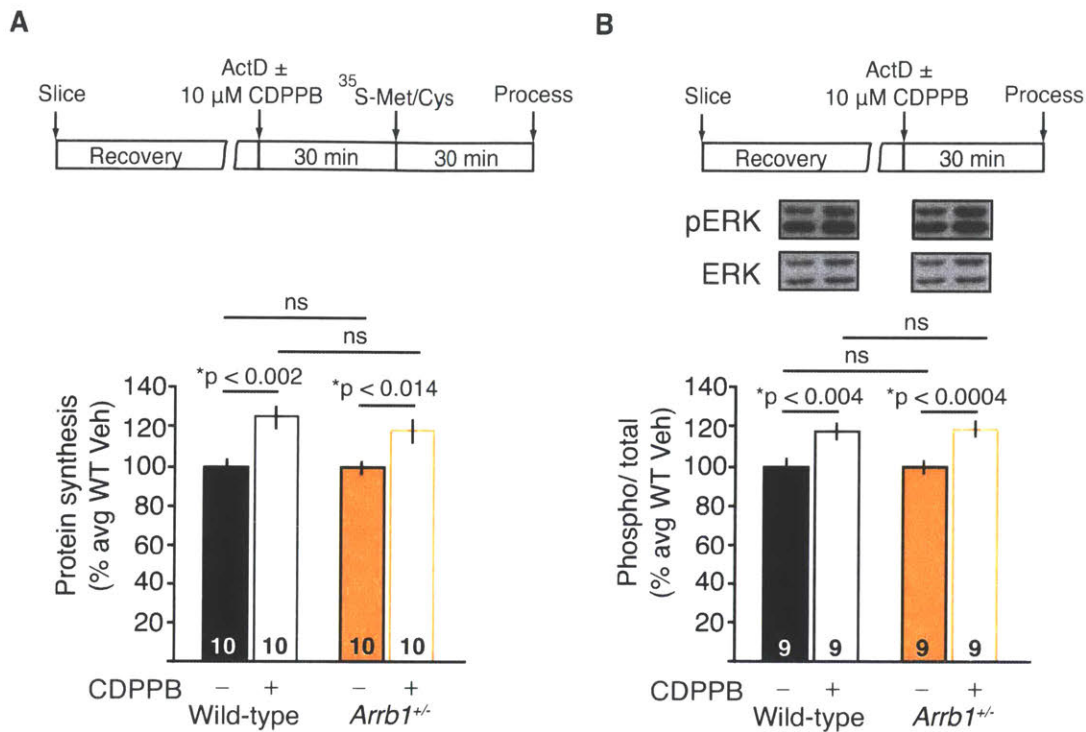 A
ActD ±
10 µM CDPPB
Slice
35S-Met/Cys
Process
Recovery
30 min
30 min
ns
ns
*p < 0.002
*p < 0.014
Protein synthesis
(% avg WT Veh)
140
120
100
80
60
40
20
10
10
10
10
CDPPB
−
+
−
+
Wild-type
Arrb1+/-
B
ActD ±
10 µM CDPPB
Slice
Process
Recovery
30 min
pERK
ERK
ns
ns
*p < 0.004
*p < 0.0004
Phospho/ total
(% avg WT Veh)
140
120
100
80
60
40
20
9
9
9
9
CDPPB
−
+
−
+
Wild-type
Arrb1+/-